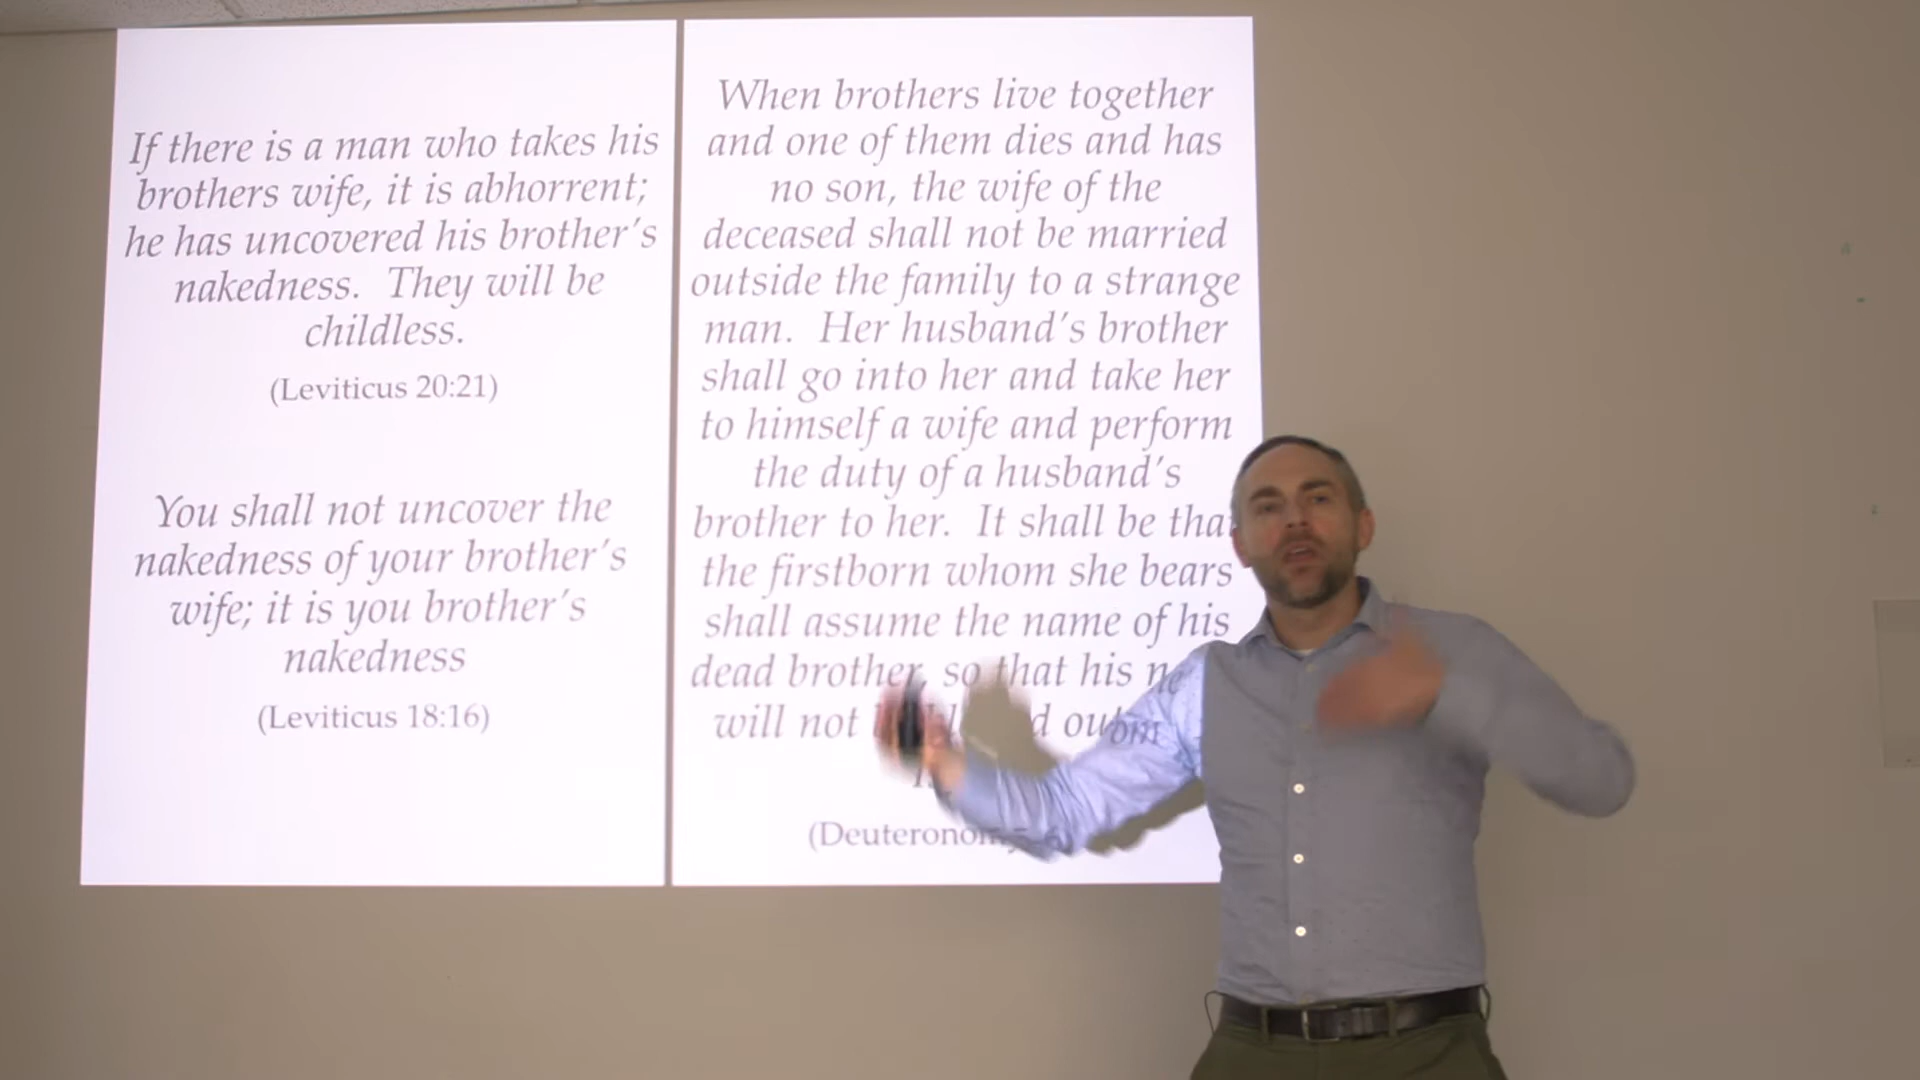 If there is a man who takes his
brothers wife, it is abhorrent;
he has uncovered his brother's
nakedness. They will be
childless.
(Leviticus 20:21)
You shall not uncover the
nakedness of your brother's
wife; it is you brother's
nakedness
(Leviticus 18:16)
When brothers live together
and one of them dies and has
no son, the wife of the
deceased shall not be married
outside the family to a strange
man. Her husband's brother
shall go into her and take her
to himself a wife and perform
the duty of a husband's
brother to her. It shall be that
the firstborn whom she bears
shall assume the name of his
dead brother, so that his
will not